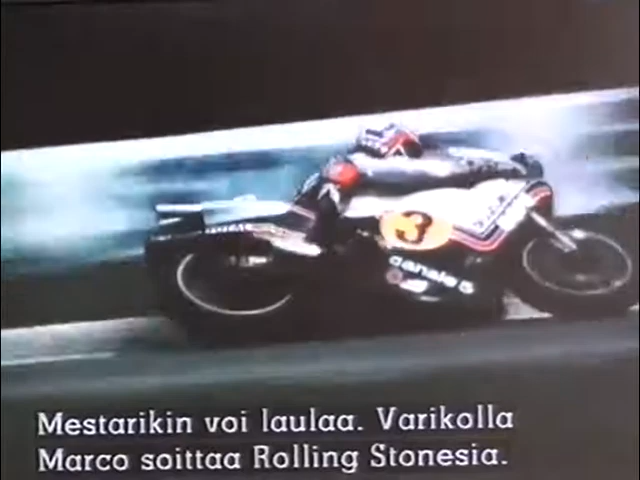 3
canale 5
Mestarikin voi laulaa. Varikolla
Marco soittaa Rolling Stonesia.